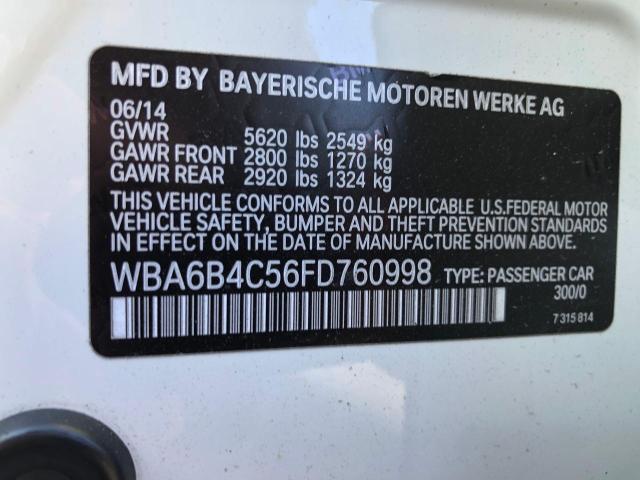 MFD BY BAYERISCHE MOTOREN WERKE AG
06/14
GVWR 5620 lbs 2549 kg
GAWR FRONT 2800 lbs 1270 kg
GAWR REAR 2920 lbs 1324 kg
THIS VEHICLE CONFORMS TO ALL APPLICABLE U.S.FEDERAL MOTOR
VEHICLE SAFETY, BUMPER AND THEFT PREVENTION STANDARDS
IN EFFECT ON THE DATE OF MANUFACTURE SHOWN ABOVE.
WBA6B4C56FD760998 TYPE: PASSENGER CAR
300/0
7 315 814